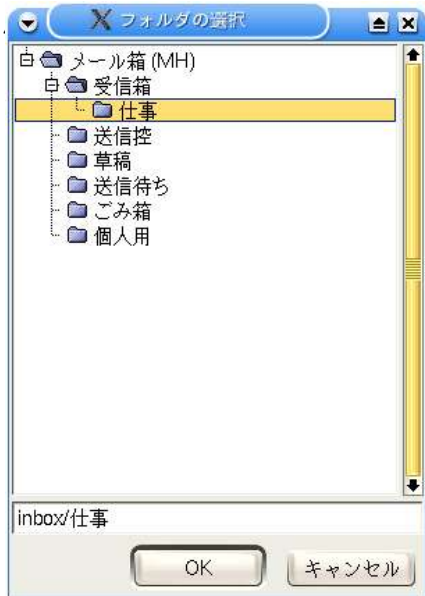 フォルダの選択
メール箱 (MH)
受信箱
仕事
送信控
草稿
送信待ち
ごみ箱
個人用
inbox/仕事
OK
キャンセル